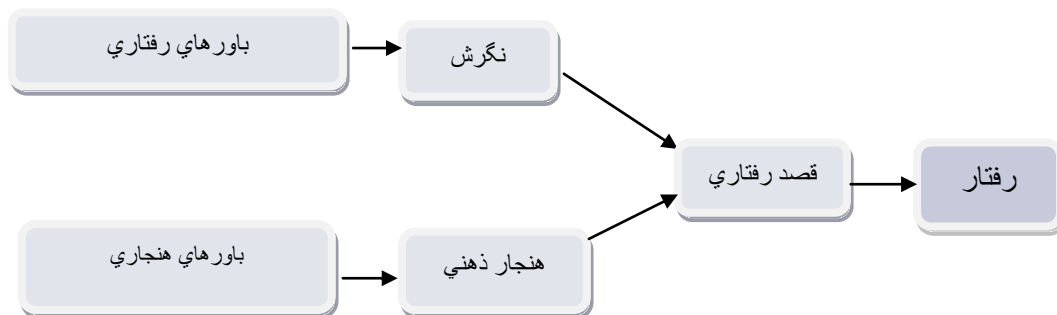 باورهاي رفتاري
نگرش
قصد رفتاري
رفتار
باورهاي هنجاري
هنجار ذهني